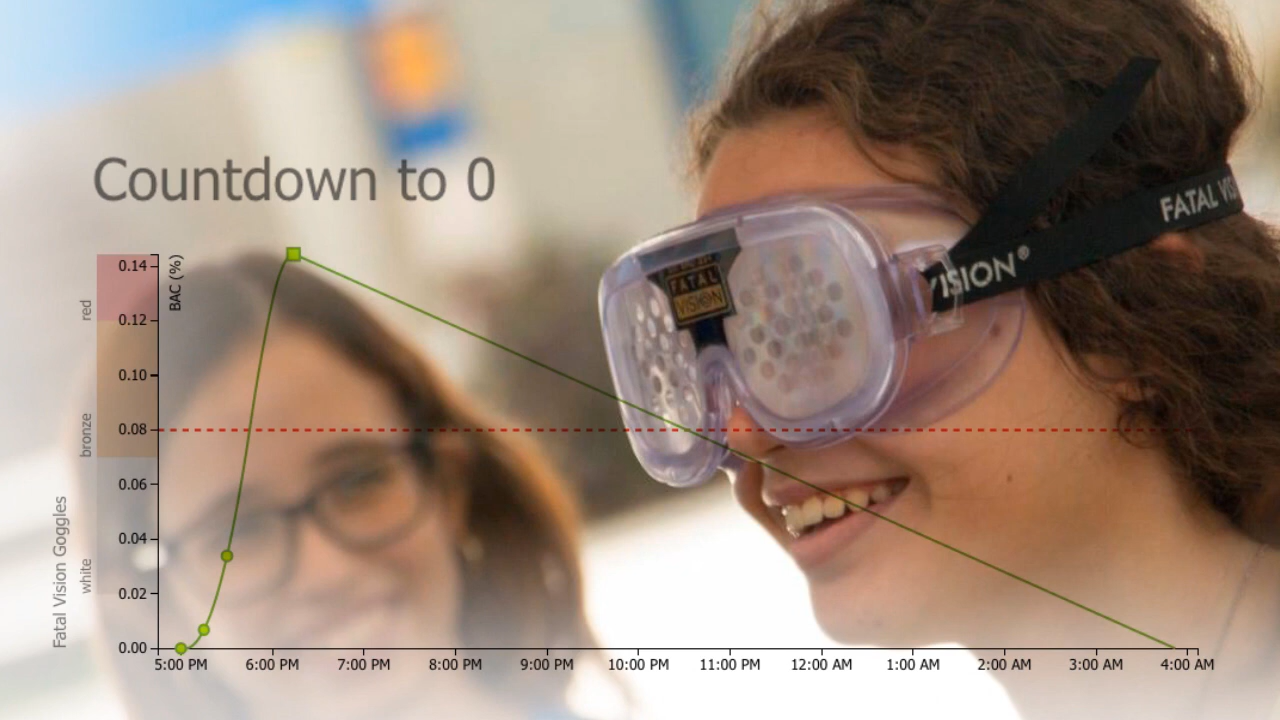 Countdown to 0
FATAL VIS
VISION®
FATAL
VISION
BAC (%)
0.14
0.12
0.10
0.08
0.06
0.04
0.02
0.00
red
bronze
white
Fatal Vision Goggles
5:00 PM 6:00 PM 7:00 PM 8:00 PM 9:00 PM 10:00 PM 11:00 PM 12:00 AM 1:00 AM 2:00 AM 3:00 AM 4:00 AM